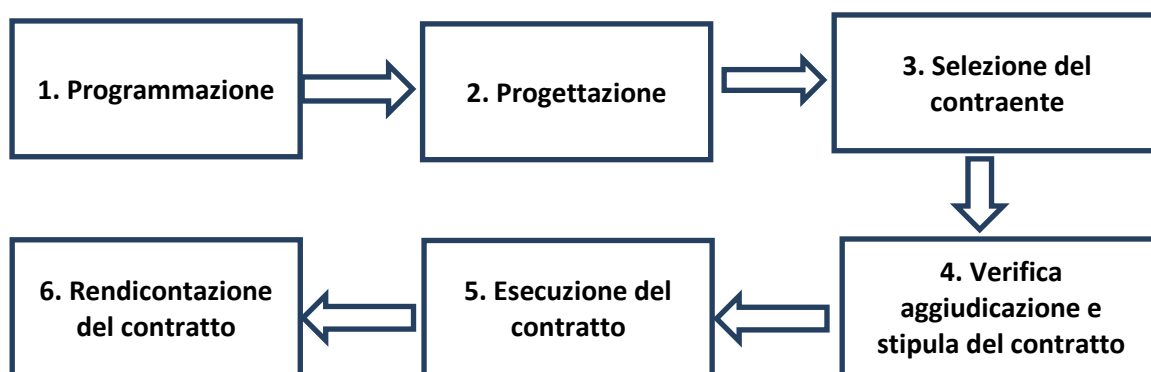 1. Programmazione
2. Progettazione
3. Selezione del
contraente
4. Verifica
aggiudicazione e
stipula del contratto
5. Esecuzione del
contratto
6. Rendicontazione
del contratto